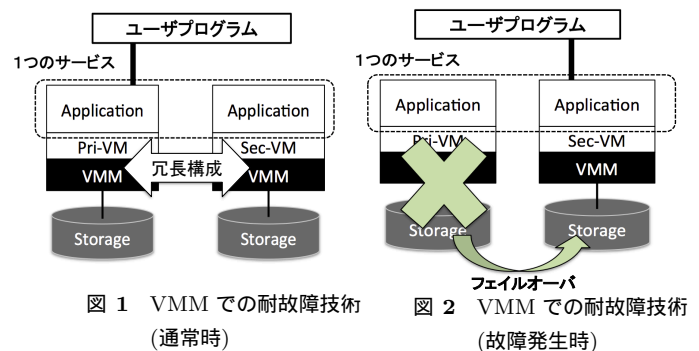 ユーザプログラム
1つのサービス
Application
Application
Pri-VM
Sec-VM
冗長構成
VMM
VMM
Storage
Storage
図 1 VMM での耐故障技術
(通常時)
ユーザプログラム
1つのサービス
Application
Application
Pri-VM
Sec-VM
VMM
VMM
Storage
Storage
フェイルオーバ
図 2 VMM での耐故障技術
(故障発生時)